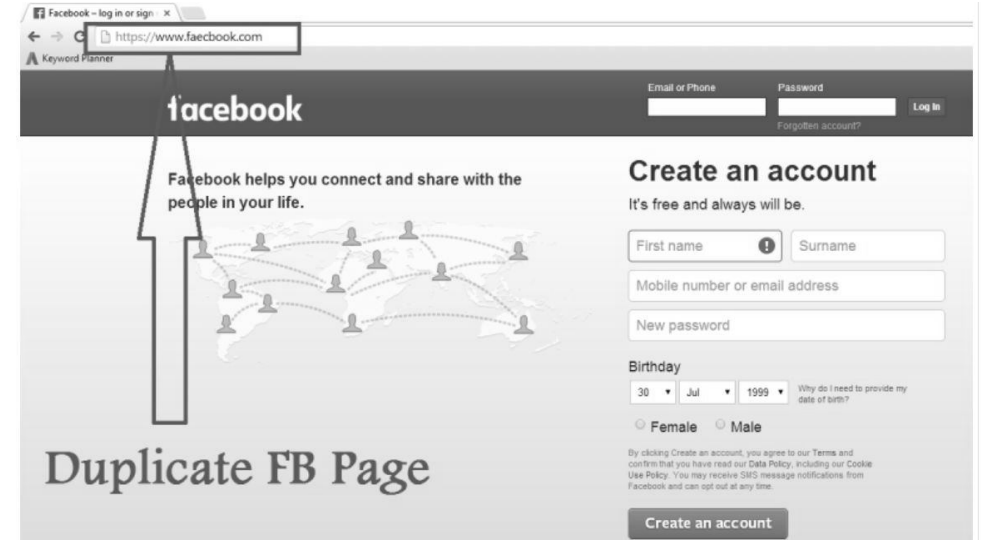 Facebook – log in or sign
https://www.faecbook.com
Keyword Planner
facebook
Email or Phone
Password
Log In
Forgotten account?
Facebook helps you connect and share with the
people in your life.
Create an account
It's free and always will be.
First name
Surname
Mobile number or email address
New password
Birthday
30 Jul 1999
Why do I need to provide my
date of birth?
Female Male
By clicking Create an account, you agree to our Terms and
confirm that you have read our Data Policy, including our Cookie
Use Policy. You may receive SMS message notifications from
Facebook and can opt out at any time.
Create an account
Duplicate FB Page